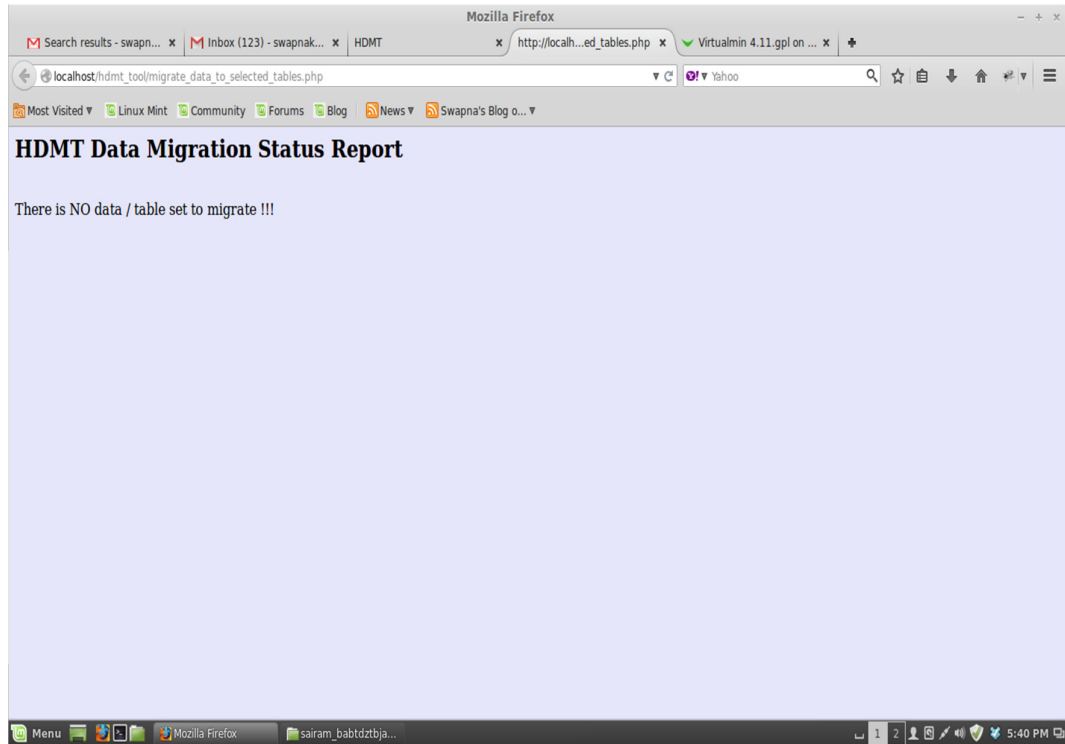 Mozilla Firefox
Search results - swapn... x Inbox (123) - swapnak... x HDMT x http://localh...ed_tables.php x Virtualmin 4.11.gpl on ... x
localhost/hdmt_tool/migrate_data_to_selected_tables.php Yahoo
Most Visited Linux Mint Community Forums Blog News Swapna's Blog o...
HDMT Data Migration Status Report
There is NO data / table set to migrate !!!
Menu Mozilla Firefox sairam_babtdztbja... 1 2 5:40 PM